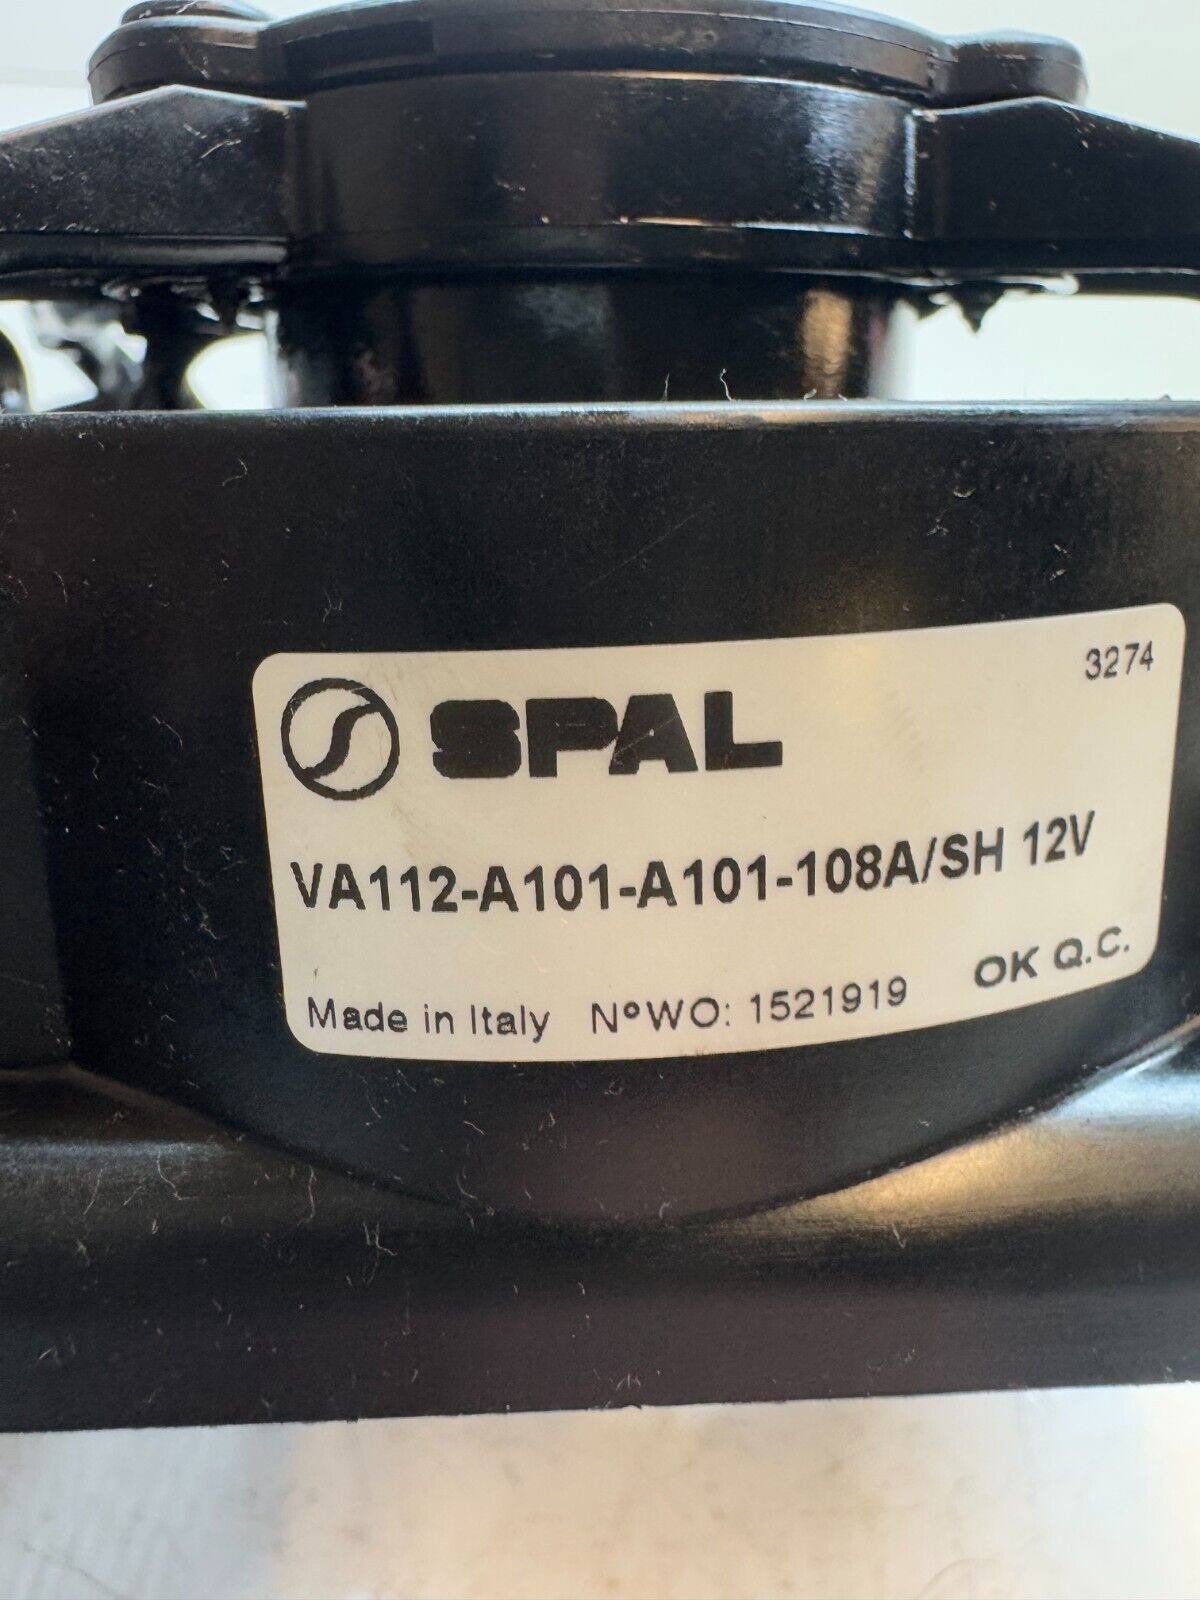 3274
SPAL
VA112-A101-A101-108A/SH 12V
Made in Italy N°WO: 1521919 OK Q.C.